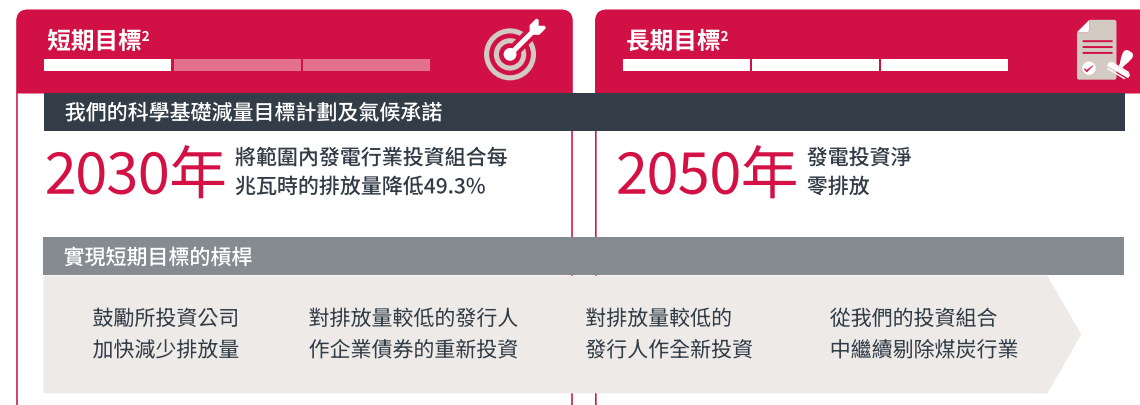 短期目標²
長期目標²
我們的科學基礎減量目標計劃及氣候承諾
2030年
將範圍內發電行業投資組合每
兆瓦時的排放量降低49.3%
2050年
發電投資淨
零排放
實現短期目標的槓桿
鼓勵所投資公司
加快減少排放量
對排放量較低的發行人
作企業債券的重新投資
對排放量較低的
發行人作全新投資
從我們的投資組合
中繼續剔除煤炭行業